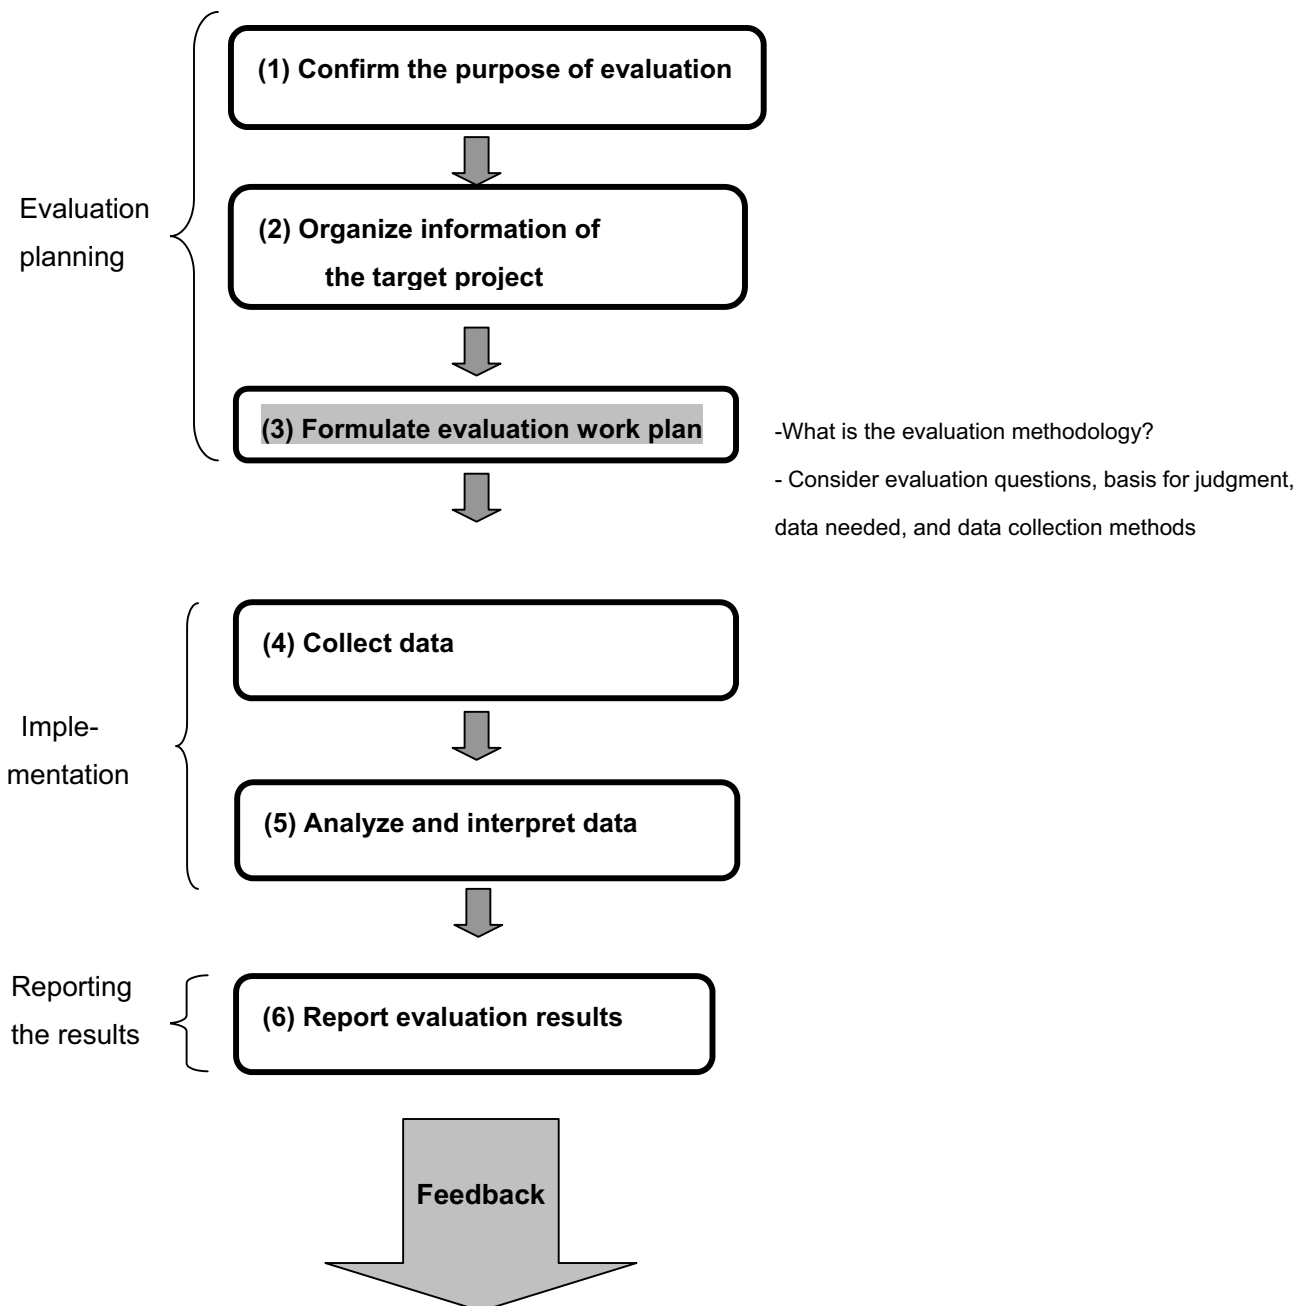 (1) Confirm the purpose of evaluation
Evaluation
planning
(2) Organize information of
the target project
(3) Formulate evaluation work plan
-What is the evaluation methodology?
- Consider evaluation questions, basis for judgment,
data needed, and data collection methods
Imple-
mentation
(4) Collect data
(5) Analyze and interpret data
Reporting
the results
(6) Report evaluation results
Feedback